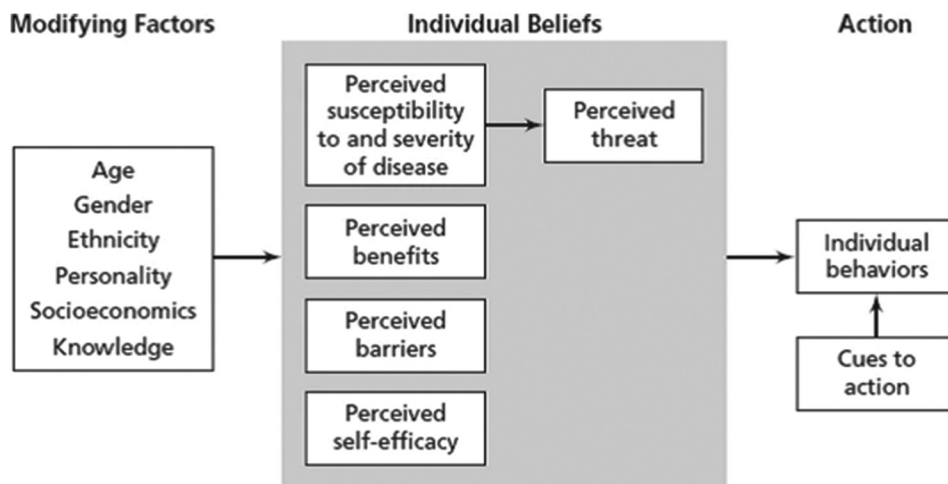 Modifying Factors
Individual Beliefs
Action
Age
Gender
Ethnicity
Personality
Socioeconomics
Knowledge
Perceived
susceptibility
to and severity
of disease
Perceived
threat
Perceived
benefits
Perceived
barriers
Perceived
self-efficacy
Individual
behaviors
Cues to
action